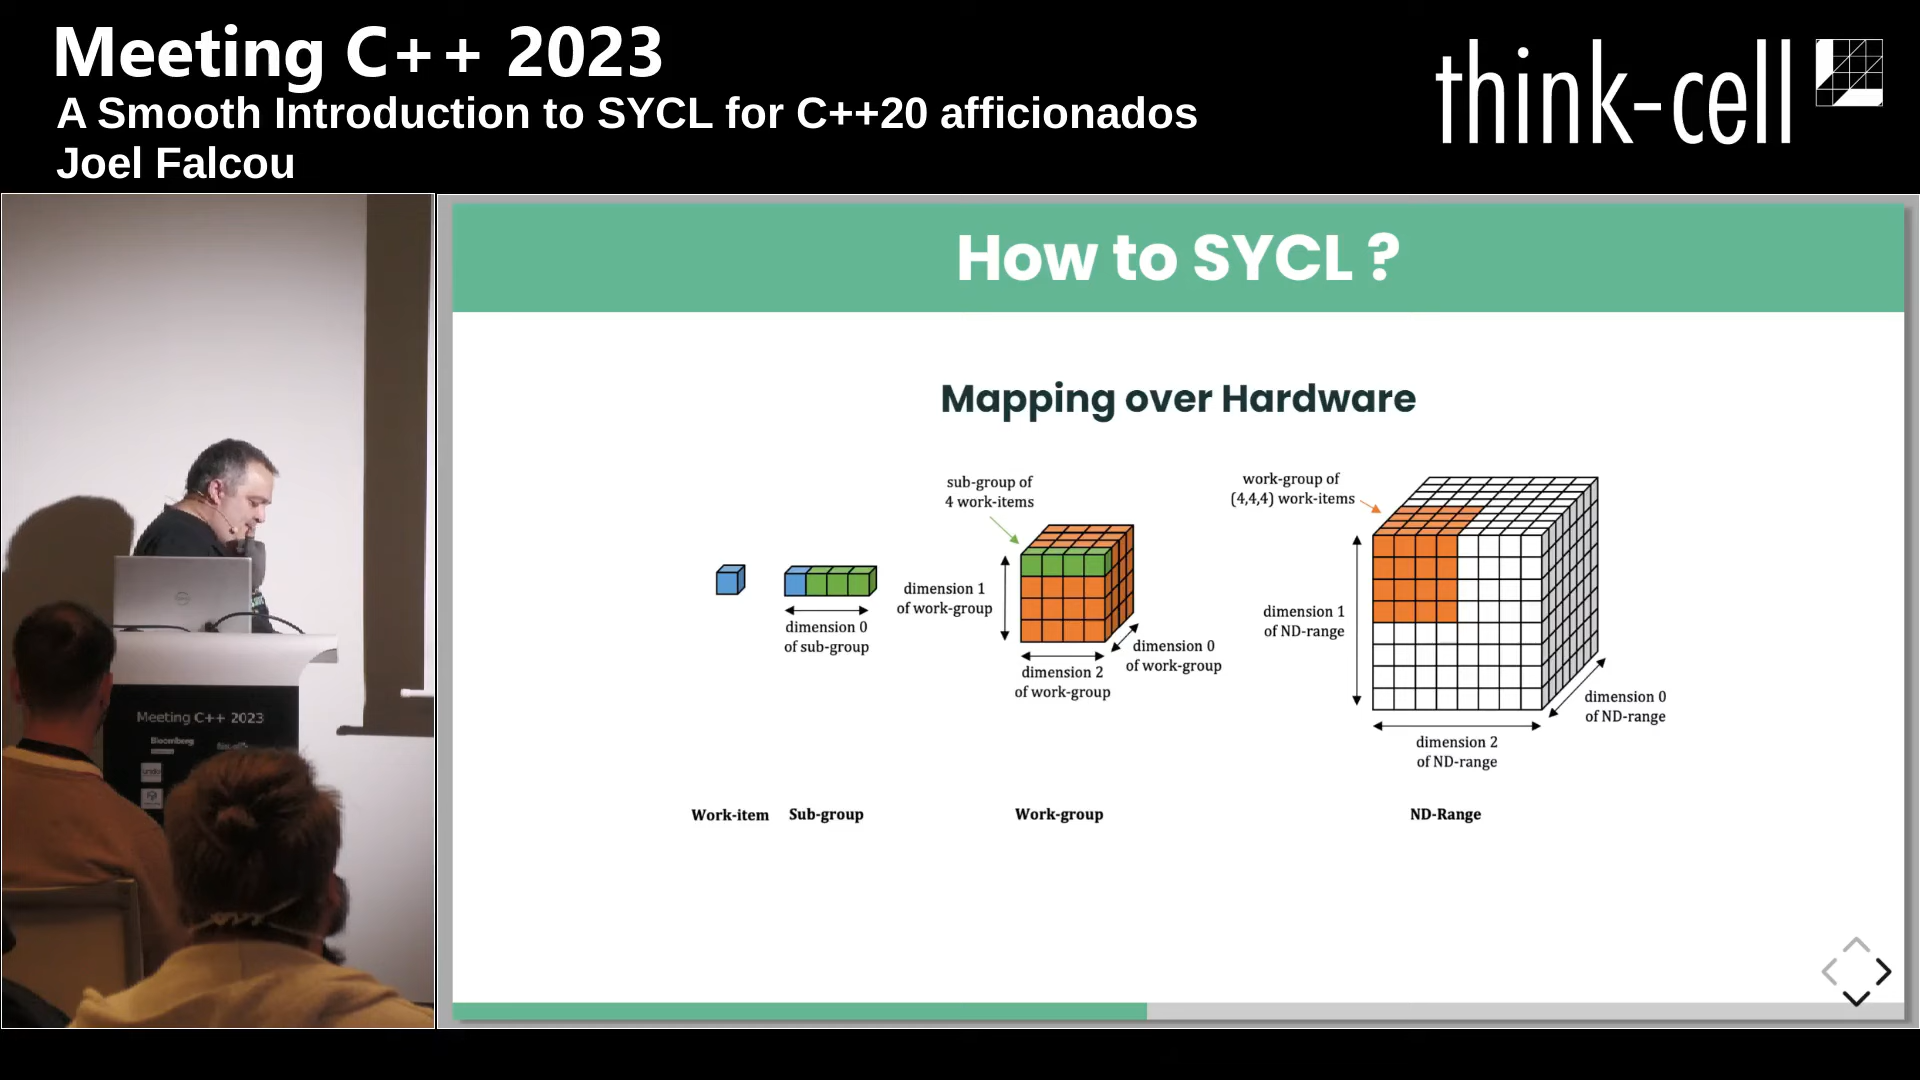 Meeting C++ 2023
A Smooth Introduction to SYCL for C++20 afficionados
Joel Falcou
think-cell
How to SYCL ?
Mapping over Hardware
sub-group of
4 work-items
work-group of
(4,4,4) work-items
dimension 0
of sub-group
dimension 1
of work-group
dimension 2
of work-group
dimension 0
of work-group
dimension 1
of ND-range
dimension 2
of ND-range
dimension 0
of ND-range
Work-item
Sub-group
Work-group
ND-Range
Meeting C++ 2023
Bloomberg